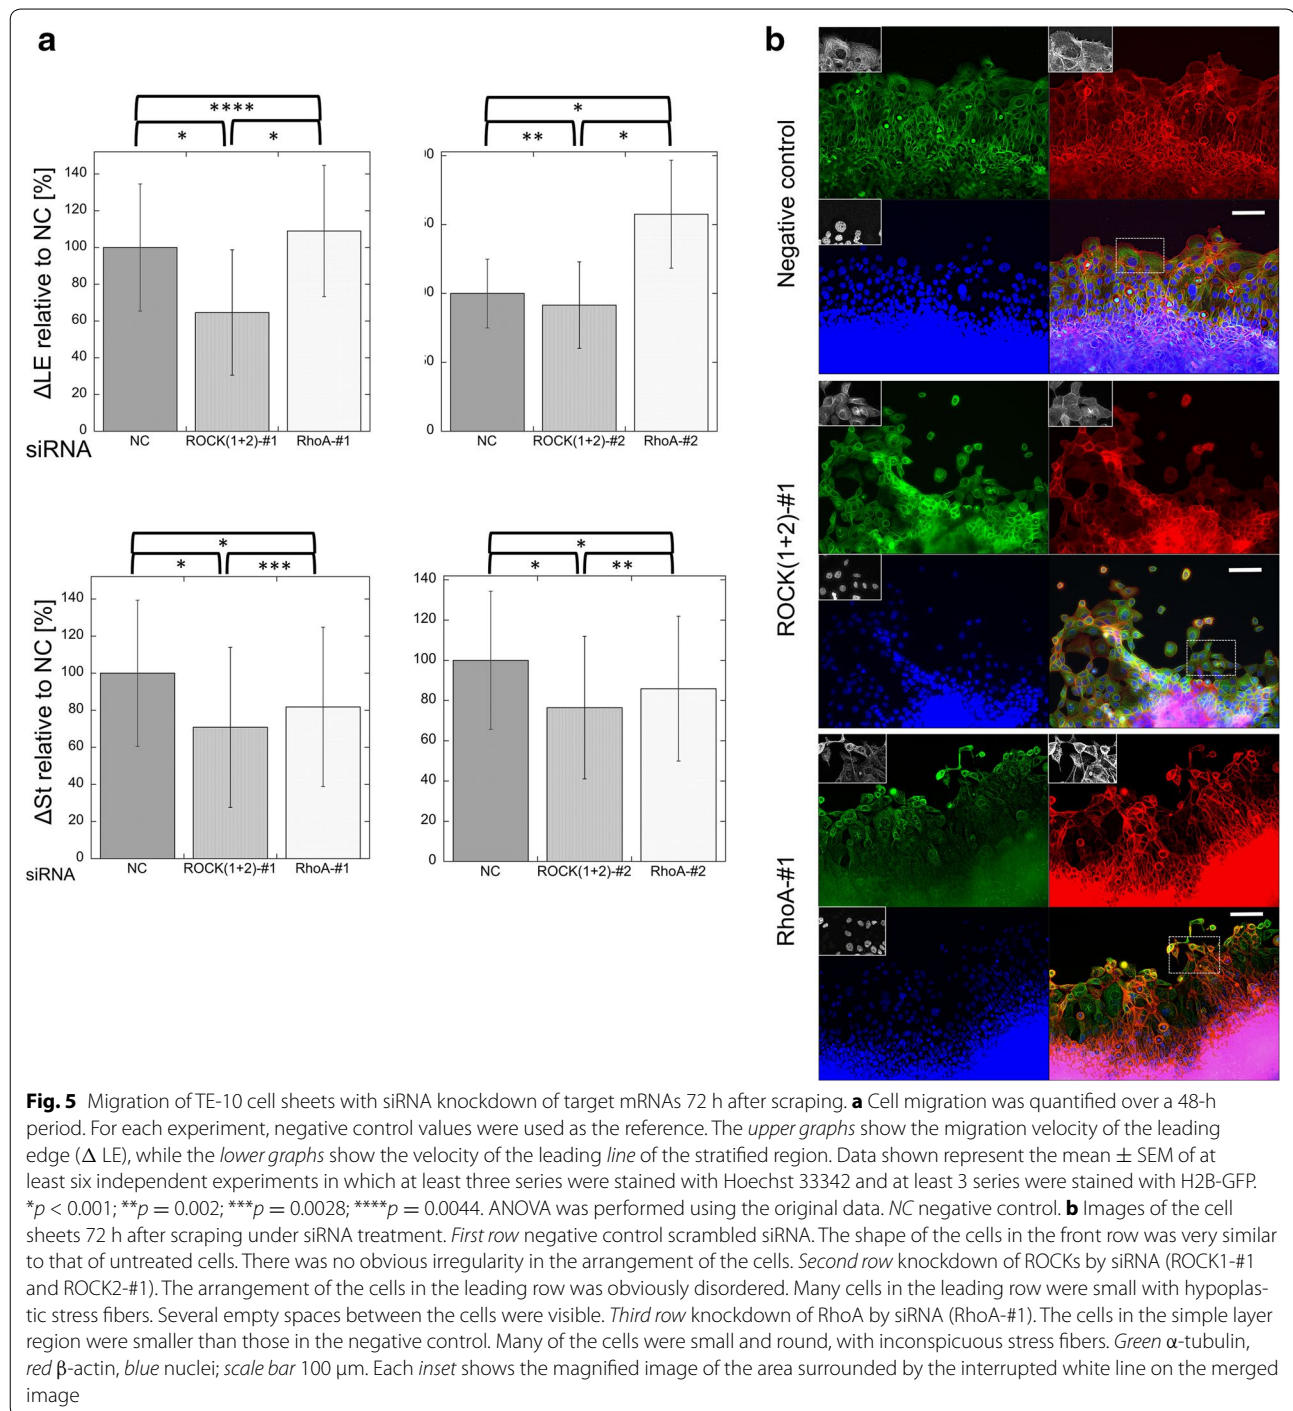 a
b
****
* *
140
120
100
80
60
40
20
0
ΔLE relative to NC [%]
NC ROCK(1+2)-#1 RhoA-#1
siRNA
*
** *
00
50
00
50
0
NC ROCK(1+2)-#2 RhoA-#2
*
* ***
140
120
100
80
60
40
20
0
ΔSt relative to NC [%]
NC ROCK(1+2)-#1 RhoA-#1
siRNA
*
* **
140
120
100
80
60
40
20
0
NC ROCK(1+2)-#2 RhoA-#2
Negative control
ROCK(1+2)-#1
RhoA-#1
Fig. 5 Migration of TE-10 cell sheets with siRNA knockdown of target mRNAs 72 h after scraping. a Cell migration was quantified over a 48-h
period. For each experiment, negative control values were used as the reference. The upper graphs show the migration velocity of the leading
edge (Δ LE), while the lower graphs show the velocity of the leading line of the stratified region. Data shown represent the mean ± SEM of at
least six independent experiments in which at least three series were stained with Hoechst 33342 and at least 3 series were stained with H2B-GFP.
*p < 0.001; **p = 0.002; ***p = 0.0028; ****p = 0.0044. ANOVA was performed using the original data. NC negative control. b Images of the cell
sheets 72 h after scraping under siRNA treatment. First row negative control scrambled siRNA. The shape of the cells in the front row was very similar
to that of untreated cells. There was no obvious irregularity in the arrangement of the cells. Second row knockdown of ROCKs by siRNA (ROCK1-#1
and ROCK2-#1). The arrangement of the cells in the leading row was obviously disordered. Many cells in the leading row were small with hypoplas-
tic stress fibers. Several empty spaces between the cells were visible. Third row knockdown of RhoA by siRNA (RhoA-#1). The cells in the simple layer
region were smaller than those in the negative control. Many of the cells were small and round, with inconspicuous stress fibers. Green α-tubulin,
red β-actin, blue nuclei; scale bar 100 μm. Each inset shows the magnified image of the area surrounded by the interrupted white line on the merged
image